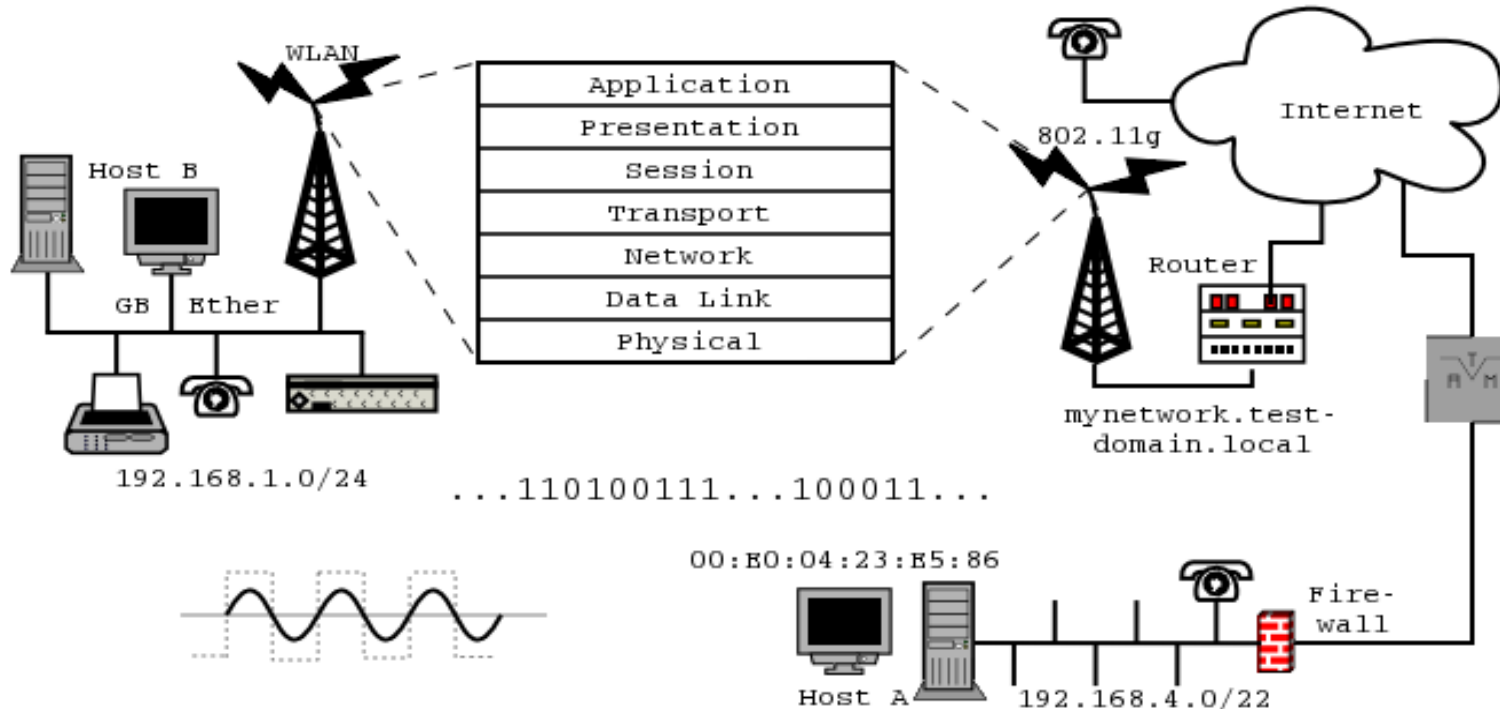 WLAN
Application
Presentation
Session
Transport
Network
Data Link
Physical
Internet
802.11g
Host B
GB Ether
Router
A T M
mynetwork.test-
domain.local
192.168.1.0/24
...110100111...100011...
00:E0:04:23:E5:86
Fire-
wall
Host A
192.168.4.0/22